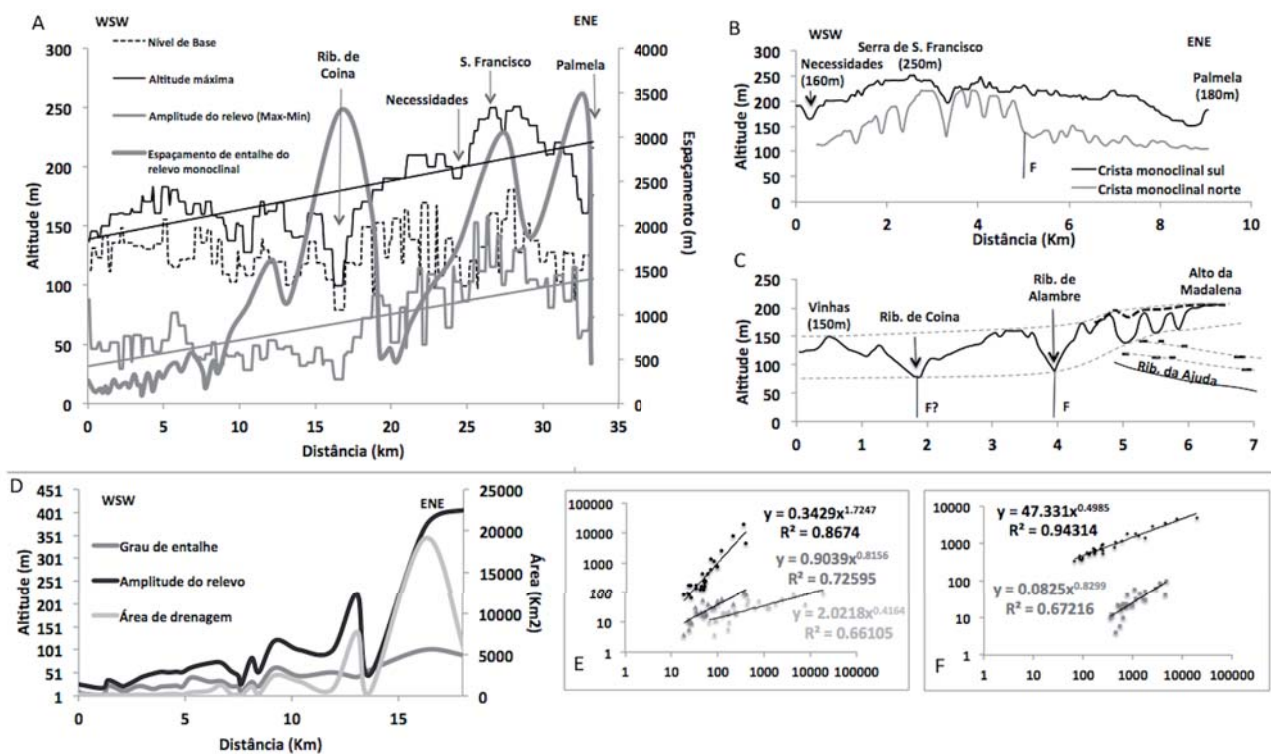 A
WSW
ENE
Nível de Base
Altitude máxima
Amplitude do relevo (Max-Min)
Espaçamento de entalhe do
relevo monoclinal
Rib. de
Coina
Necessidades
S. Francisco
Palmela
Altitude (m)
300
250
200
150
100
50
0
4000
3500
3000
2500
2000
1500
1000
500
0
Espaçamento (m)
0 5 10 15 20 25 30 35
Distância (km)
B
WSW
ENE
Necessidades
(160m)
Serra de S. Francisco
(250m)
Palmela
(180m)
Altitude (m)
300
250
200
150
100
50
0
F
Crista monoclinal sul
Crista monoclinal norte
0 2 4 6 8 10
Distância (Km)
C
Vinhas
(150m)
Rib. de Coina
Rib. de
Alambre
Alto da
Madalena
Rib. da Ajuda
F?
F
Altitude (m)
250
200
150
100
50
0
0 1 2 3 4 5 6 7
D
WSW
ENE
Grau de entalhe
Amplitude do relevo
Área de drenagem
Altitude (m)
451
401
351
301
251
201
151
101
51
1
25000
20000
15000
10000
5000
0
Área (Km2)
0 5 10 15
Distância (Km)
100000
10000
1000
100
10
1
y = 0.3429x^1.7247
R² = 0.8674
y = 0.9039x^0.8156
R² = 0.72595
y = 2.0218x^0.4164
R² = 0.66105
E
1 10 100 1000 10000 100000
10000
1000
100
10
1
y = 47.331x^0.4985
R² = 0.94314
y = 0.0825x^0.8299
R² = 0.67216
F
1 10 100 1000 10000 100000